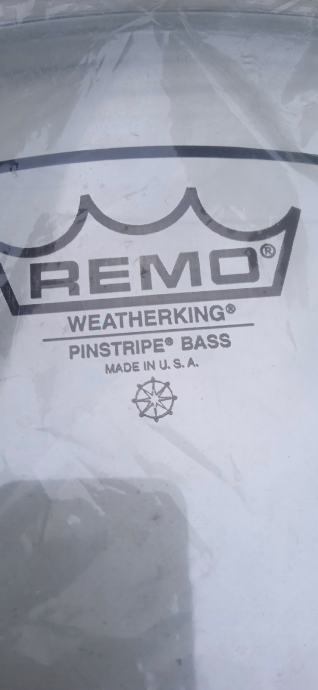 REMO®
WEATHERKING®
PINSTRIPE® BASS
MADE IN U. S. A.